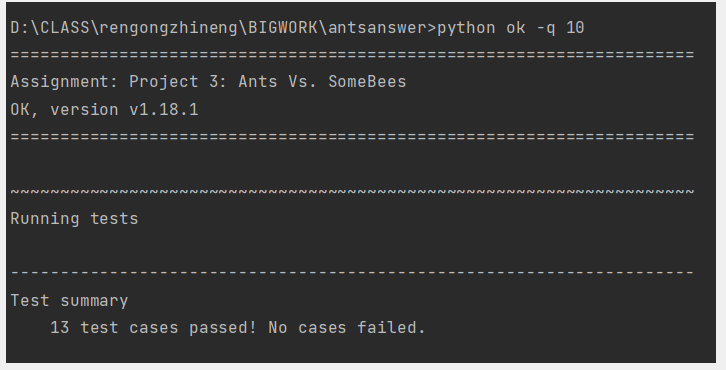 D:\CLASS\rengongzhineng\BIGWORK\antsanswer>python ok -q 10
=====================================================================
Assignment: Project 3: Ants Vs. SomeBees
OK, version v1.18.1
=====================================================================
~~~~~~~~~~~~~~~~~~~~~~~~~~~~~~~~~~~~~~~~~~~~~~~~~~~~~~~~~~~~~~~~~~~~~
Running tests
---------------------------------------------------------------------
Test summary
    13 test cases passed! No cases failed.